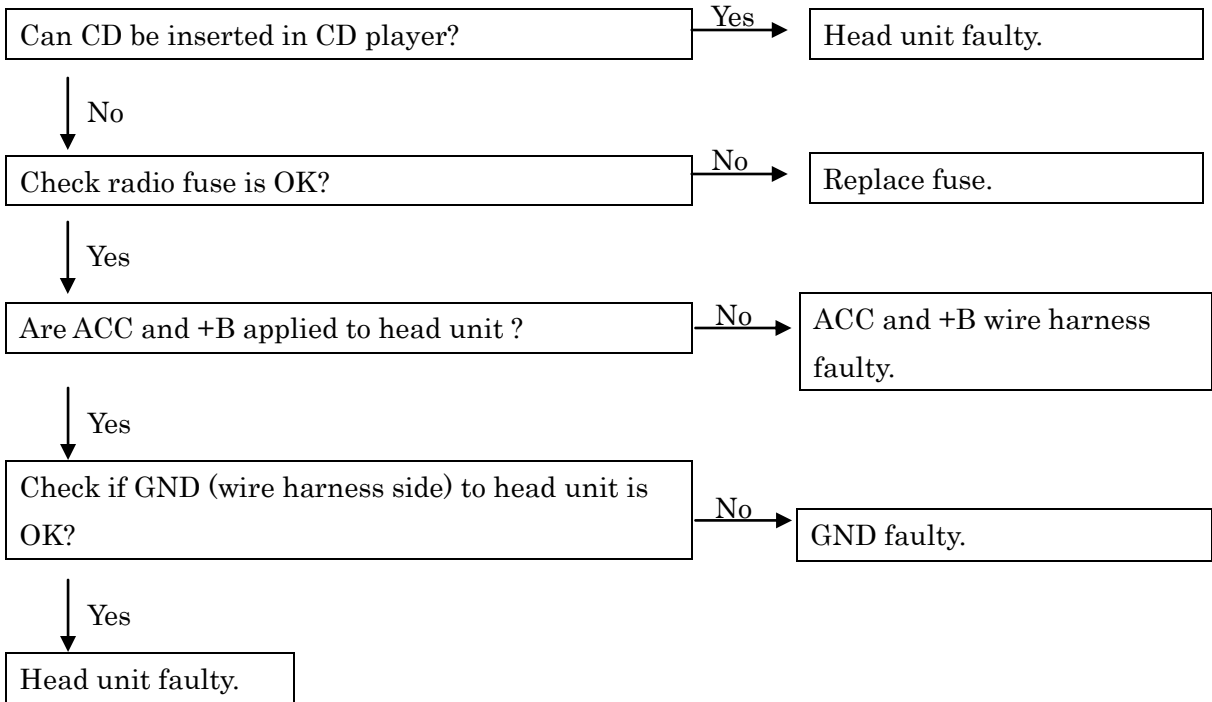 Can CD be inserted in CD player?
Yes
Head unit faulty.
No
Check radio fuse is OK?
No
Replace fuse.
Yes
Are ACC and +B applied to head unit ?
No
ACC and +B wire harness
faulty.
Yes
Check if GND (wire harness side) to head unit is
OK?
No
GND faulty.
Yes
Head unit faulty.